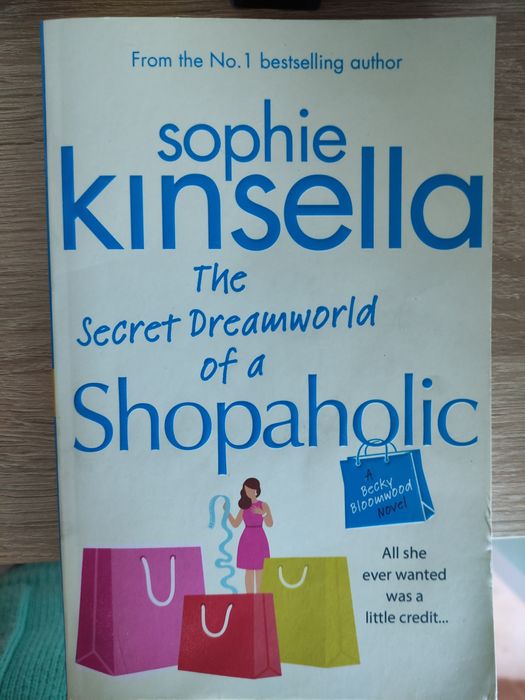 From the No.1 bestselling author
sophie
kinsella
The
Secret Dreamworld
of a
Shopaholic
A
Becky
Bloomwood
Novel
All she
ever wanted
was a
little credit...